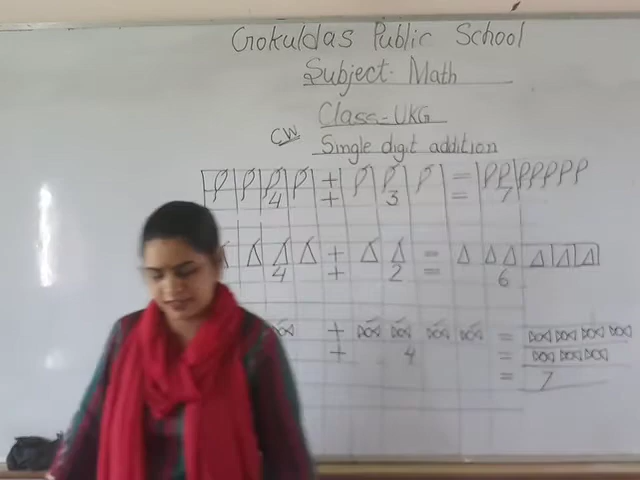 Gokuldas Public School
Subject- Math
Class-UKG
CW
Single digit addition
P P P P + P P P = P P P P P P P
4 + 3 = 7
4 + 2 = 6
+ =
+ 4 =
= 7